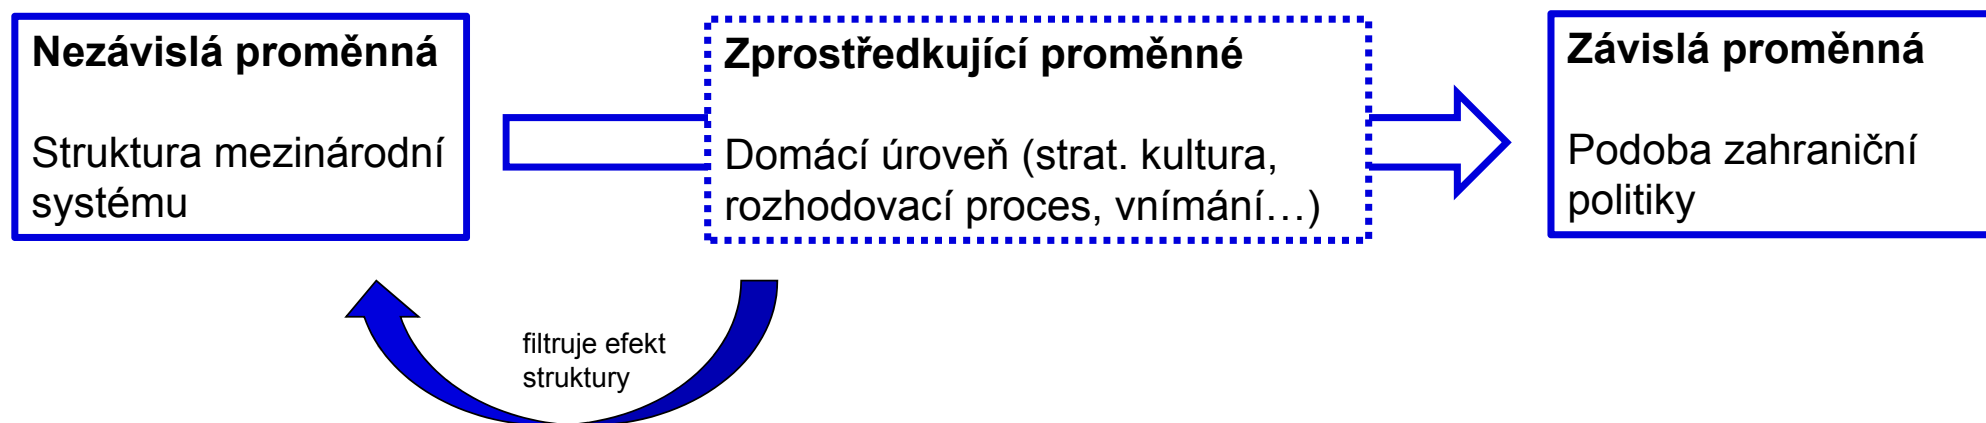 Nezávislá proměnná
Struktura mezinárodní
systému
Zprostředkující proměnné
Domácí úroveň (strat. kultura,
rozhodovací proces, vnímání…)
Závislá proměnná
Podoba zahraniční
politiky
filtruje efekt
struktury